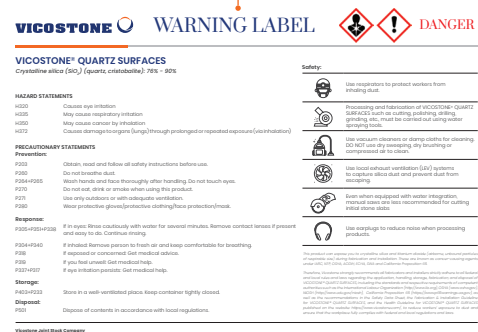 VICOSTONE
WARNING LABEL
DANGER
VICOSTONE® QUARTZ SURFACES
Crystalline silica (SiO₂) (quartz, cristobalite): 76% - 90%
HAZARD STATEMENTS
H320 Causes eye irritation
H335 May cause respiratory irritation
H350 May cause cancer by inhalation
H372 Causes damage to organs (lungs) through prolonged or repeated exposure (via inhalation)
PRECAUTIONARY STATEMENTS
Prevention:
P203 Obtain, read and follow all safety instructions before use.
P260 Do not breathe dust.
P264+P265 Wash hands and face thoroughly after handling. Do not touch eyes.
P270 Do not eat, drink or smoke when using this product.
P271 Use only outdoors or with adequate ventilation.
P280 Wear protective gloves/protective clothing/face protection/mask.
Response:
P305+P351+P338 If in eyes: Rinse cautiously with water for several minutes. Remove contact lenses if present
and easy to do. Continue rinsing.
P304+P340 If inhaled: Remove person to fresh air and keep comfortable for breathing.
P318 If exposed or concerned: Get medical advice.
P319 If you feel unwell: Get medical help.
P337+P317 If eye irritation persists: Get medical help.
Storage:
P403+P233 Store in a well-ventilated place. Keep container tightly closed.
Disposal:
P501 Dispose of contents in accordance with local regulations.
Vicostone Joint Stock Company
Safety:
Use respirators to protect workers from
inhaling dust.
Processing and fabrication of VICOSTONE® QUARTZ
SURFACES such as cutting, polishing, drilling,
grinding, etc, must be carried out using water
spraying tools.
Use vacuum cleaners or damp cloths for cleaning.
DO NOT use dry sweeping, dry brushing or
compressed air to clean.
Use local exhaust ventilation (LEV) systems
to capture silica dust and prevent dust from
escaping.
Even when equipped with water integration,
manual saws are less recommended for cutting
initial stone slabs
Use earplugs to reduce noise when processing
products.